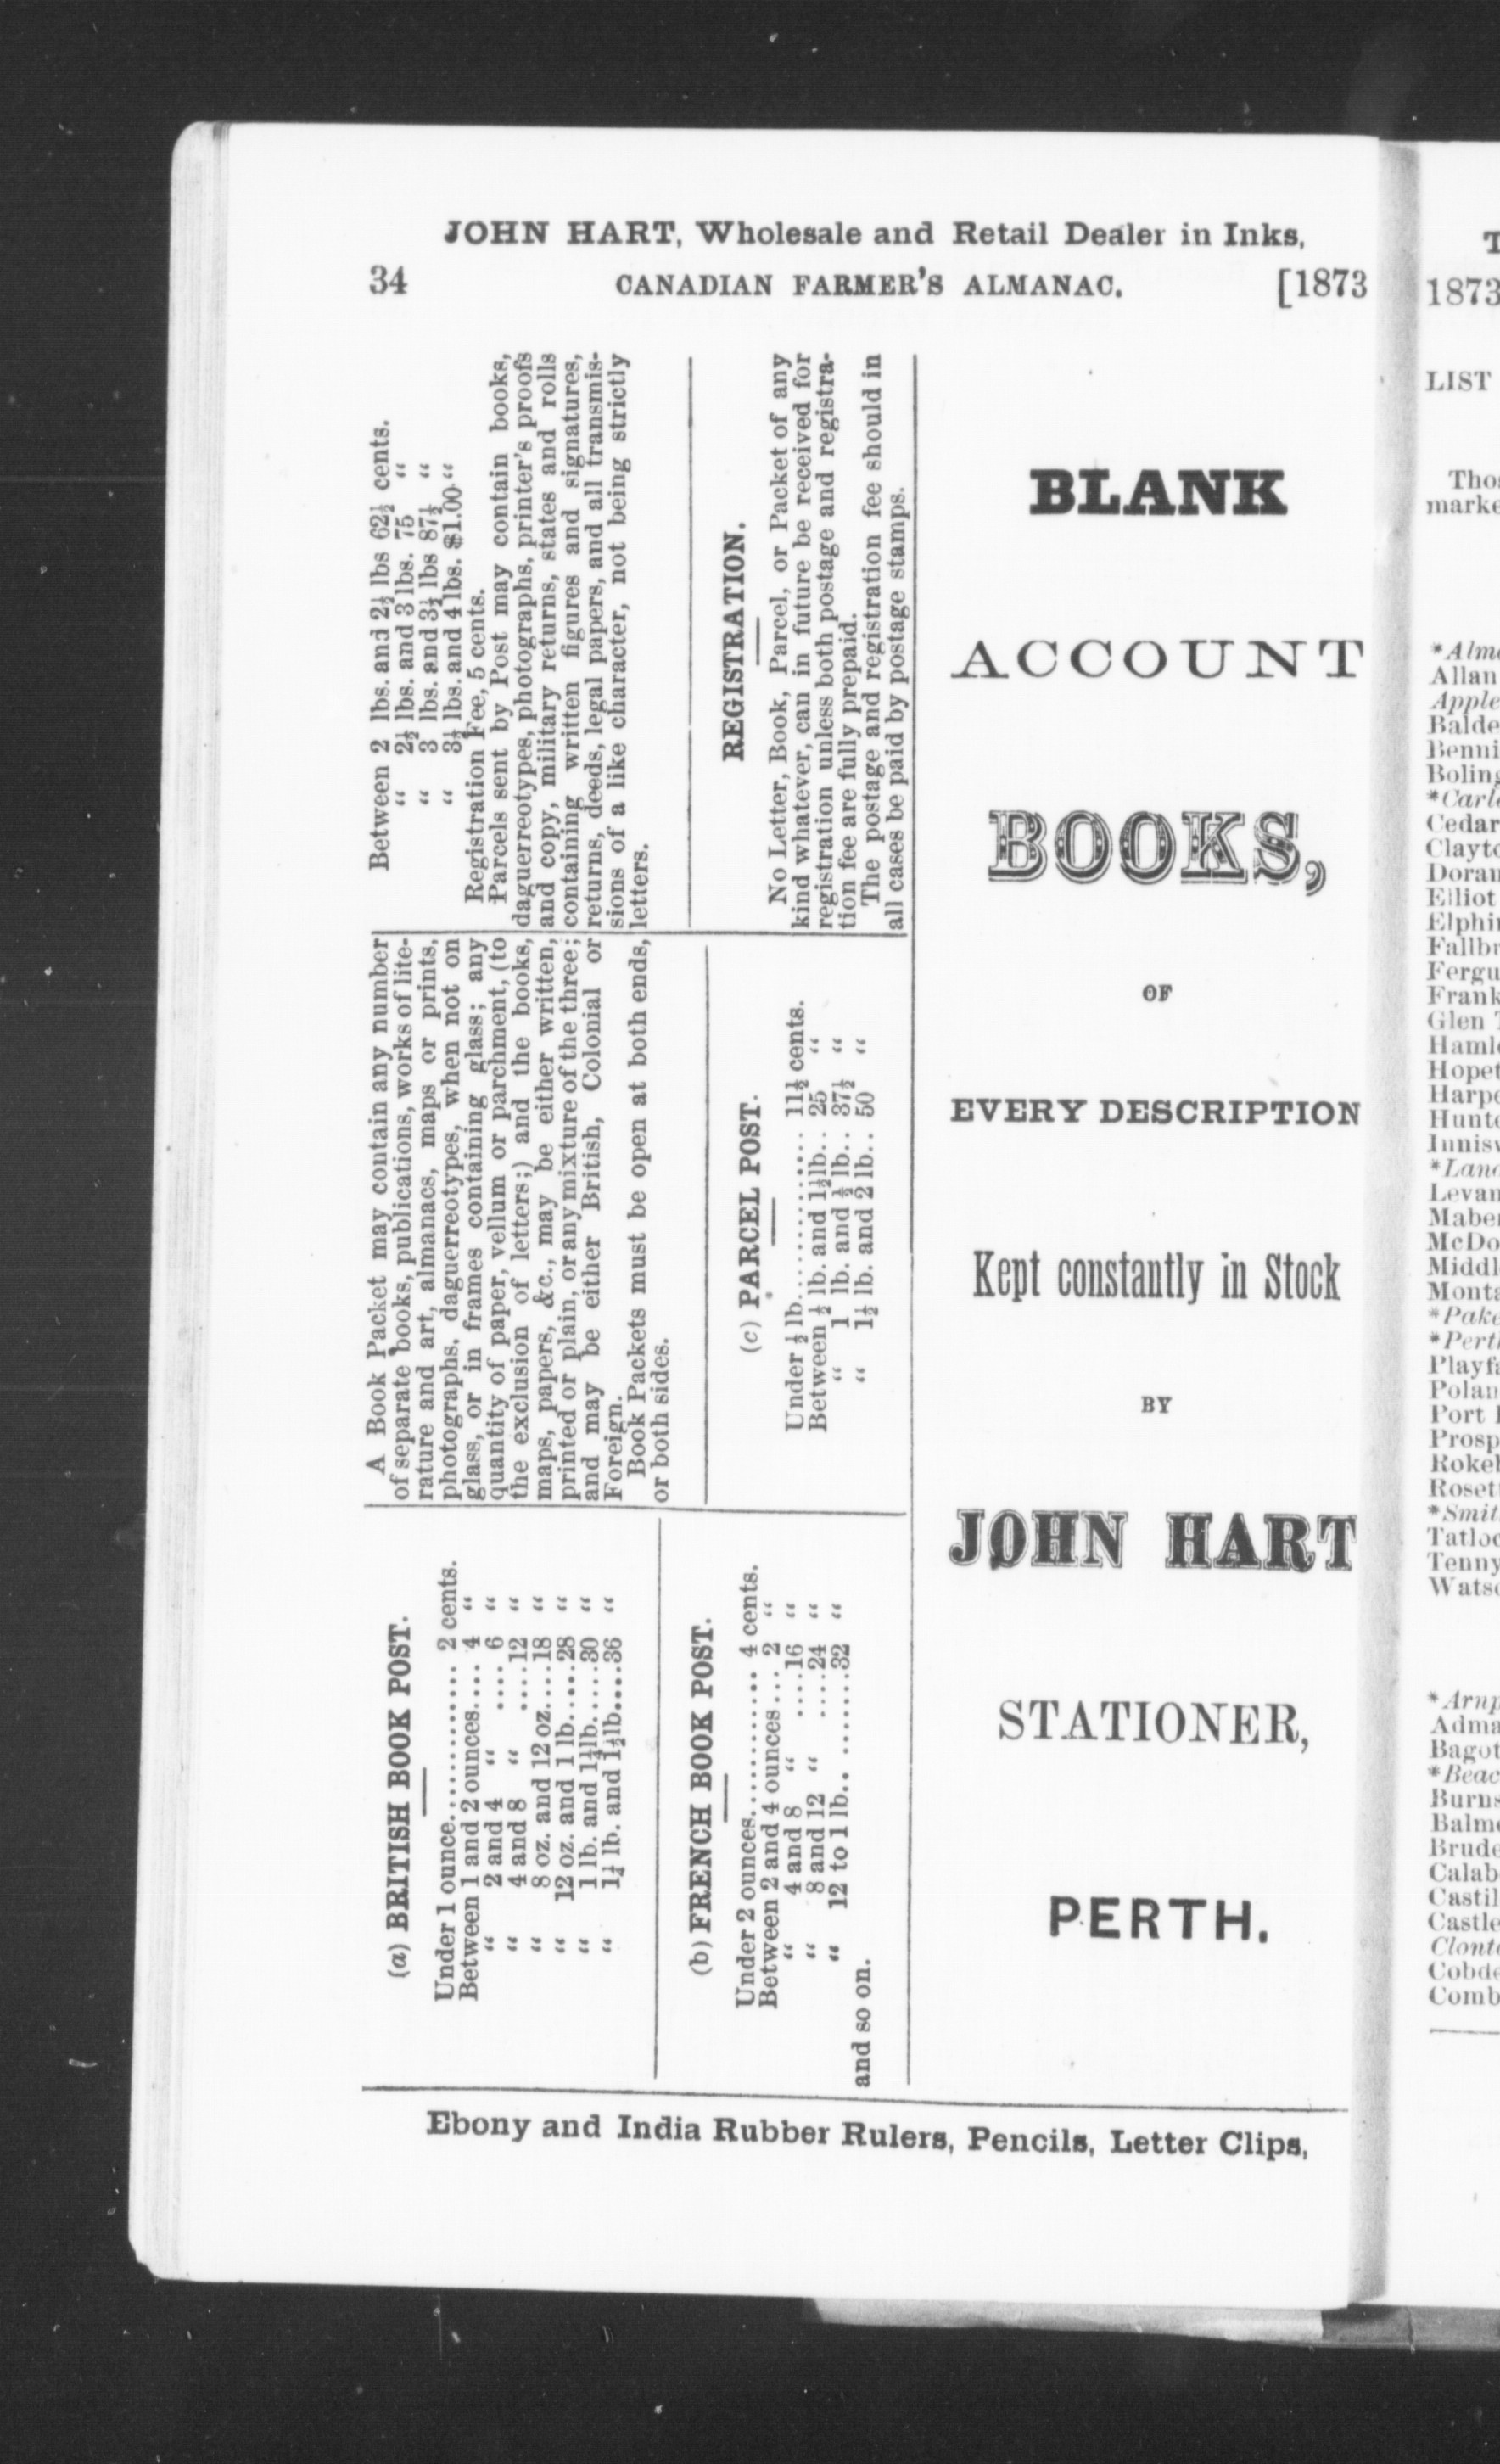 JOHN HART, Wholesale and Retail Dealer in Inks,
34 CANADIAN FARMER'S ALMANAC. [1873
(a) BRITISH BOOK POST.
Under 1 ounce........... 2 cents.
Between 1 and 2 ounces.... 4 "
" 2 and 4 " .... 6 "
" 4 and 8 " ....12 "
" 8 oz. and 12 oz....18 "
" 12 oz. and 1 lb.....28 "
" 1 lb. and 1¼lb.....30 "
" 1¼ lb. and 1½lb....36 "
(b) FRENCH BOOK POST.
Under 2 ounces.......... 4 cents.
Between 2 and 4 ounces... 2 "
" 4 and 8 " ....16 "
" 8 and 12 " ....24 "
" 12 to 1 lb.. .......32 "
and so on.
A Book Packet may contain any number
of separate books, publications, works of lite-
rature and art, almanacs, maps or prints,
photographs. daguerreotypes, when not on
glass, or in frames containing glass; any
quantity of paper, vellum or parchment, (to
the exclusion of letters;) and the books,
maps, papers, &c., may be either written,
printed or plain, or any mixture of the three;
and may be either British, Colonial or
Foreign.
Book Packets must be open at both ends,
or both sides.
(c) PARCEL POST.
Under ½ lb............. 11½ cents.
Between ½ lb. and 1½lb.. 25 "
" 1 lb. and ½ lb.. 37½ "
" 1½ lb. and 2 lb.. 50 "
Between 2 lbs. and 2½ lbs 62½ cents.
" 2½ lbs. and 3 lbs. 75 "
" 3 lbs. and 3½ lbs 87½ "
" 3½ lbs. and 4 lbs. $1.00 "
Registration Fee, 5 cents.
Parcels sent by Post may contain books,
daguerreotypes, photographs, printer's proofs
and copy, military returns, states and rolls
containing written figures and signatures,
returns, deeds, legal papers, and all transmis-
sions of a like character, not being strictly
letters.
REGISTRATION.
No Letter, Book, Parcel, or Packet of any
kind whatever, can in future be received for
registration unless both postage and registra-
tion fee are fully prepaid.
The postage and registration fee should in
all cases be paid by postage stamps.
BLANK
ACCOUNT
BOOKS,
OF
EVERY DESCRIPTION
Kept constantly in Stock
BY
JOHN HART
STATIONER,
PERTH.
Ebony and India Rubber Rulers, Pencils, Letter Clips,
1873
LIST
Allan
Cedar
Elliot
Glen
Port